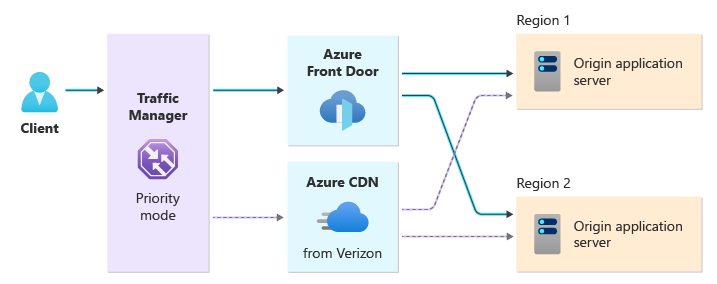 Client
Traffic
Manager
Priority
mode
Azure
Front Door
Azure CDN
from Verizon
Region 1
Origin application
server
Region 2
Origin application
server